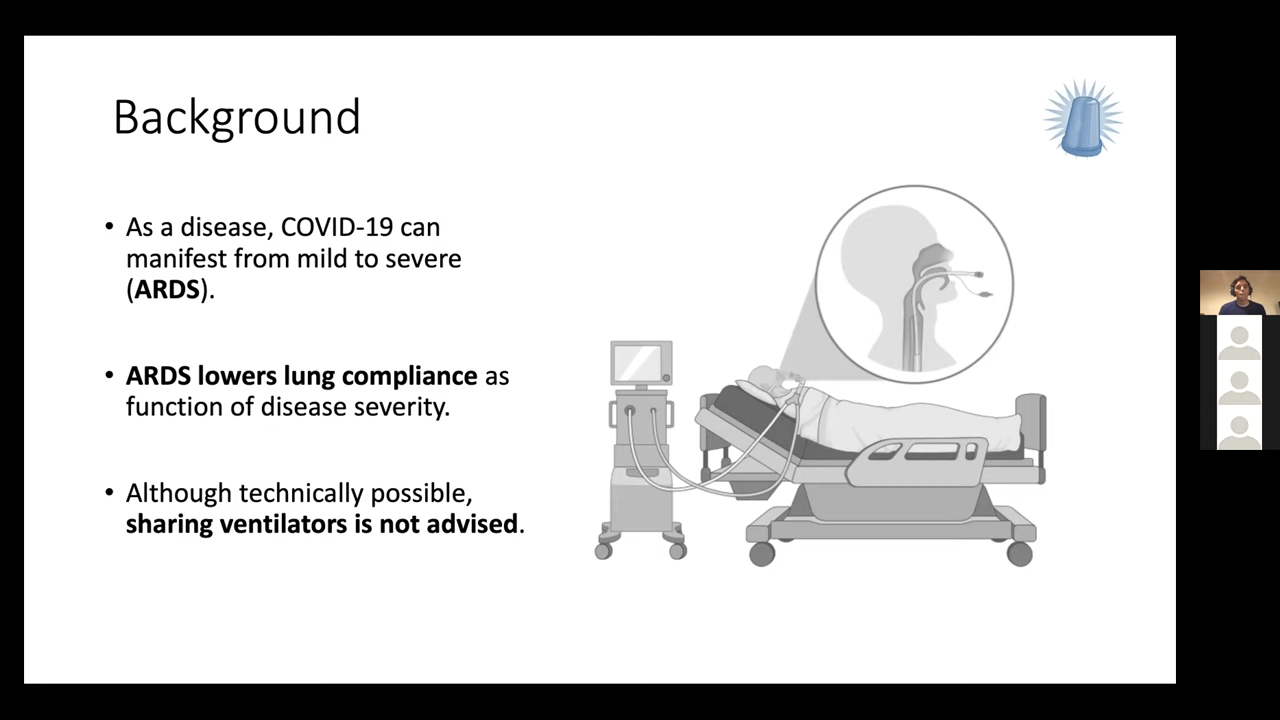 Background
• As a disease, COVID-19 can
manifest from mild to severe
(ARDS).
• ARDS lowers lung compliance as
function of disease severity.
• Although technically possible,
sharing ventilators is not advised.